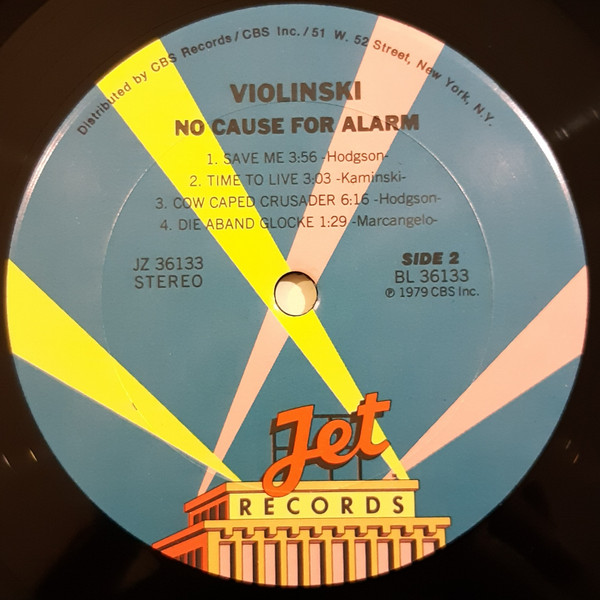 Distributed by CBS Records/CBS Inc./51 W. 52 Street, New York, N.Y.
VIOLINSKI
NO CAUSE FOR ALARM
1. SAVE ME 3:56 -Hodgson-
2. TIME TO LIVE 3:03 -Kaminski-
3. COW CAPED CRUSADER 6:16 -Hodgson-
4. DIE ABAND GLOCKE 1:29 -Marcangelo-
JZ 36133
STEREO
SIDE 2
BL 36133
℗ 1979 CBS Inc.
Jet
RECORDS